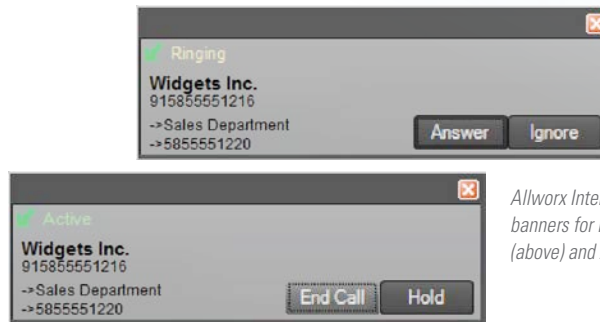 Ringing
Widgets Inc.
915855551216
->Sales Department
->5855551220
Answer
Ignore
Active
Widgets Inc.
915855551216
->Sales Department
->5855551220
End Call
Hold
Allworx
banners for
(above) and